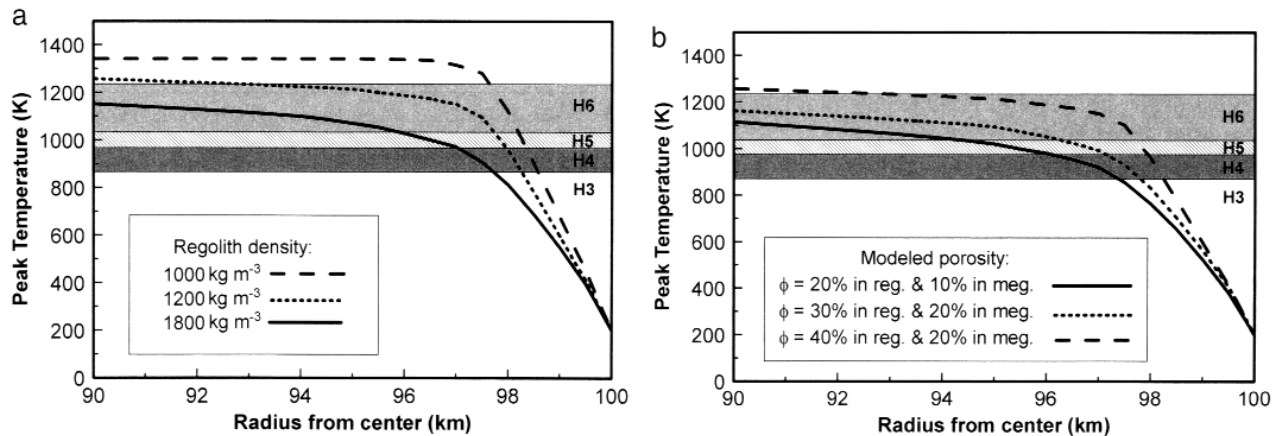 a
Peak Temperature (K)
1400
1200
1000
800
600
400
200
0
H6
H5
H4
H3
Regolith density:
1000 kg m-3
1200 kg m-3
1800 kg m-3
90 92 94 96 98 100
Radius from center (km)
b
Peak Temperature (K)
1400
1200
1000
800
600
400
200
0
H6
H5
H4
H3
Modeled porosity:
ϕ = 20% in reg. & 10% in meg.
ϕ = 30% in reg. & 20% in meg.
ϕ = 40% in reg. & 20% in meg.
90 92 94 96 98 100
Radius from center (km)